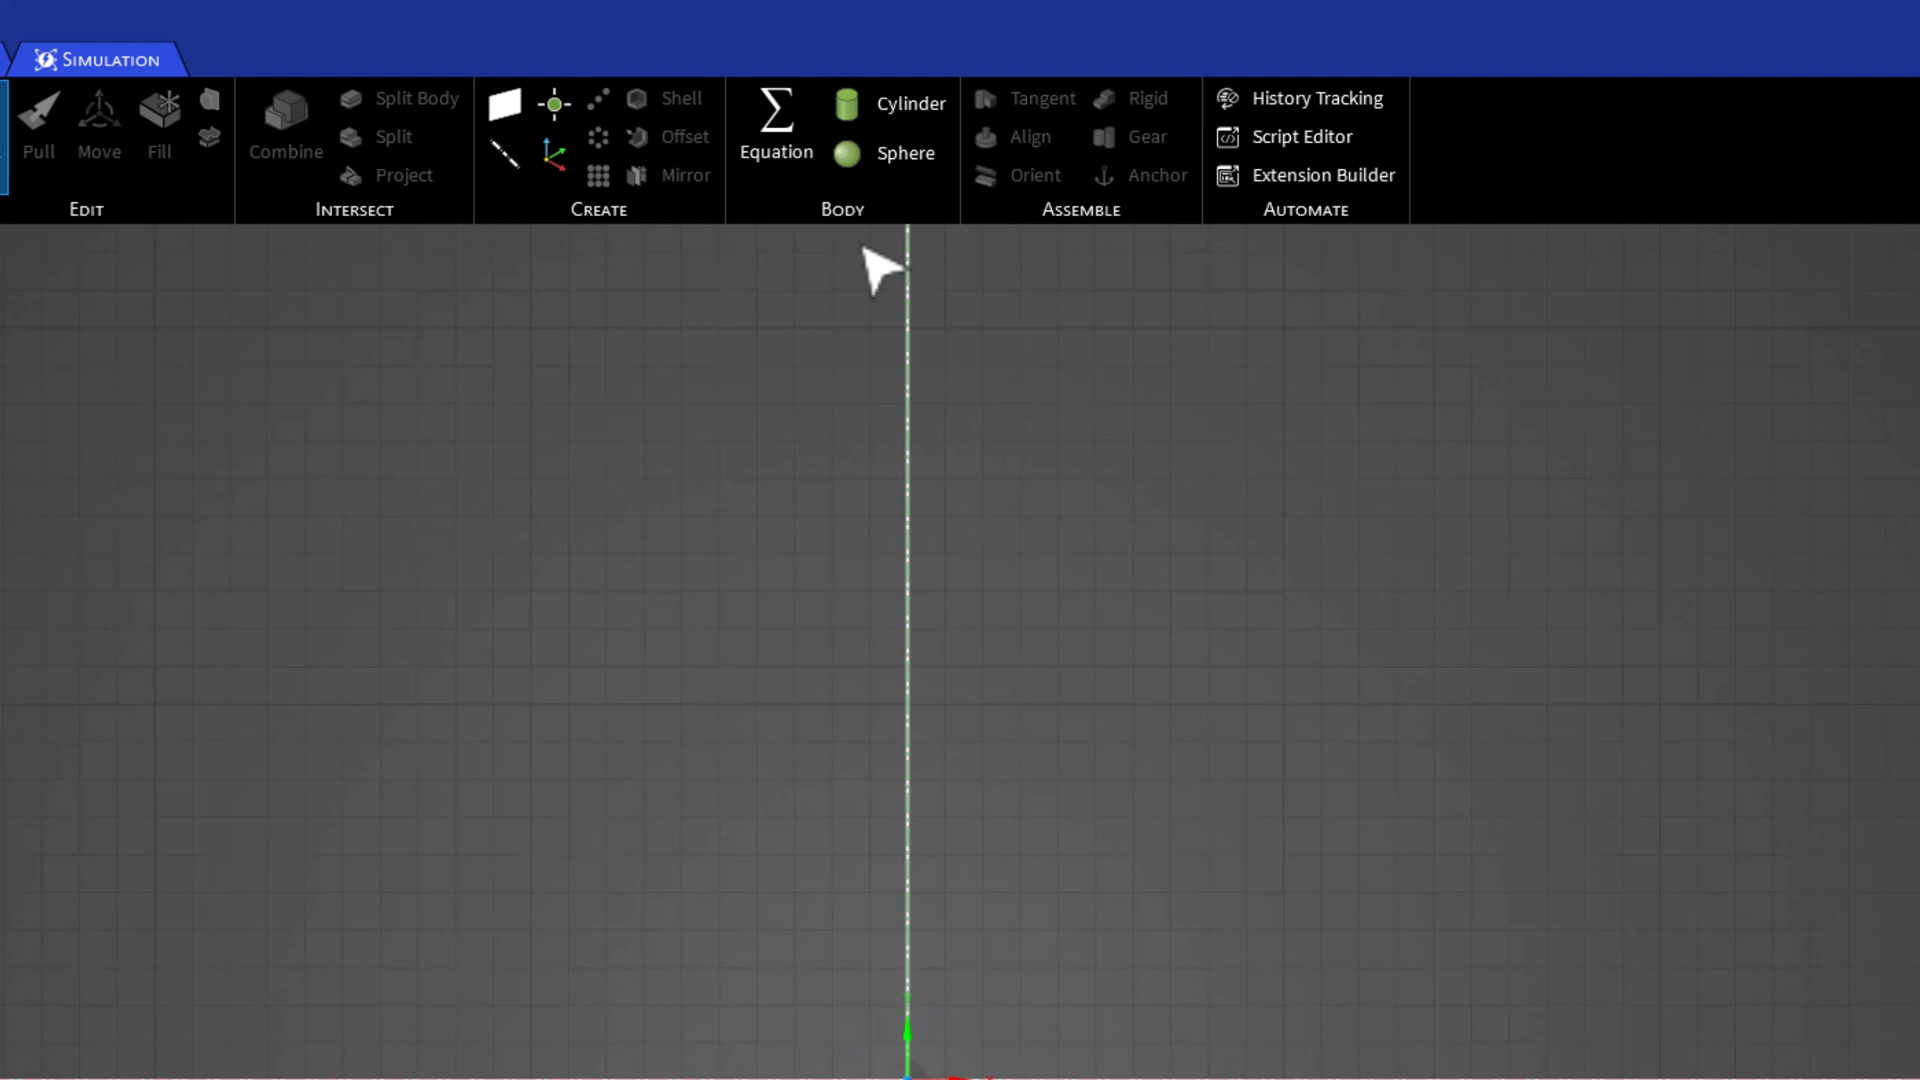 SIMULATION
Pull
Move
Fill
EDIT
Combine
Split Body
Split
Project
INTERSECT
Shell
Offset
Mirror
CREATE
Equation
Cylinder
Sphere
BODY
Tangent
Align
Orient
Rigid
Gear
Anchor
ASSEMBLE
History Tracking
Script Editor
Extension Builder
AUTOMATE